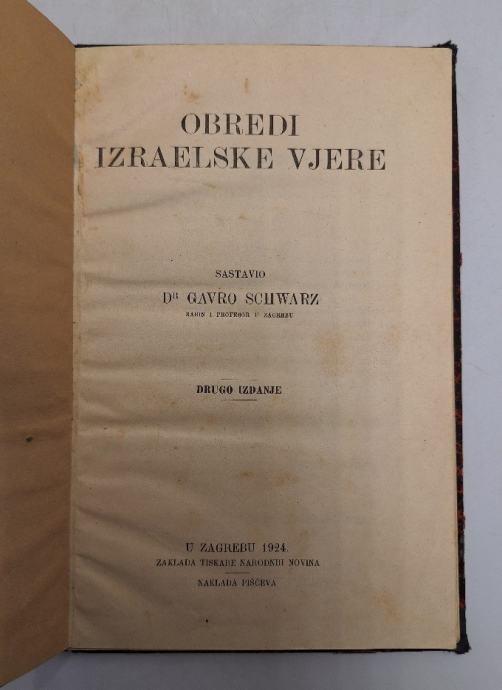 OBREDI
IZRAELSKE VJERE
SASTAVIO
DR GAVRO SCHWARZ
RABIN I PROFESOR U ZAGREBU
DRUGO IZDANJE
U ZAGREBU 1924.
ZAKLADA TISKARE NARODNIH NOVINA
NAKLADA PIŠČEVA